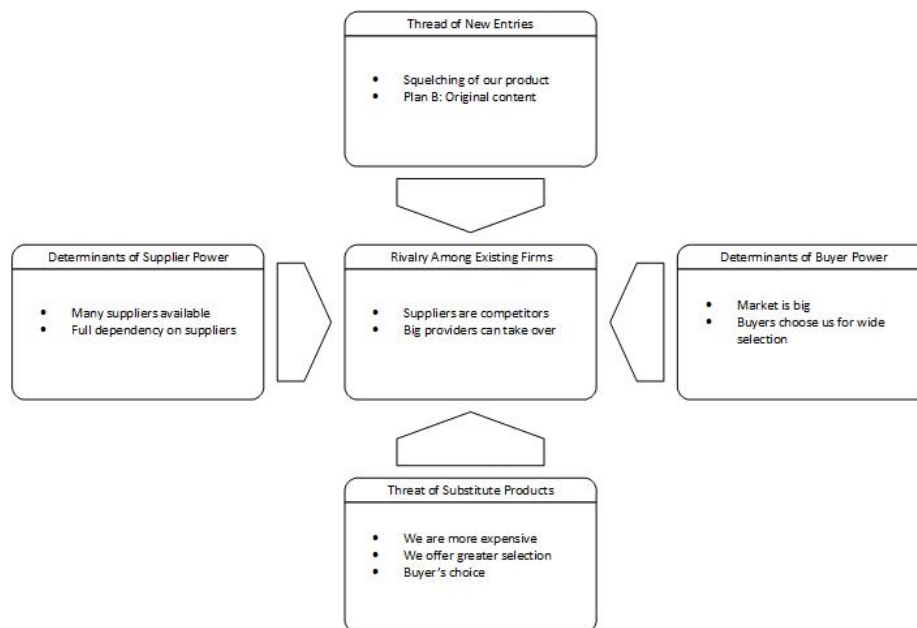 Thread of New Entries
• Squelching of our product
• Plan B: Original content
Determinants of Supplier Power
• Many suppliers available
• Full dependency on suppliers
Rivalry Among Existing Firms
• Suppliers are competitors
• Big providers can take over
Determinants of Buyer Power
• Market is big
• Buyers choose us for wide
selection
Threat of Substitute Products
• We are more expensive
• We offer greater selection
• Buyer's choice